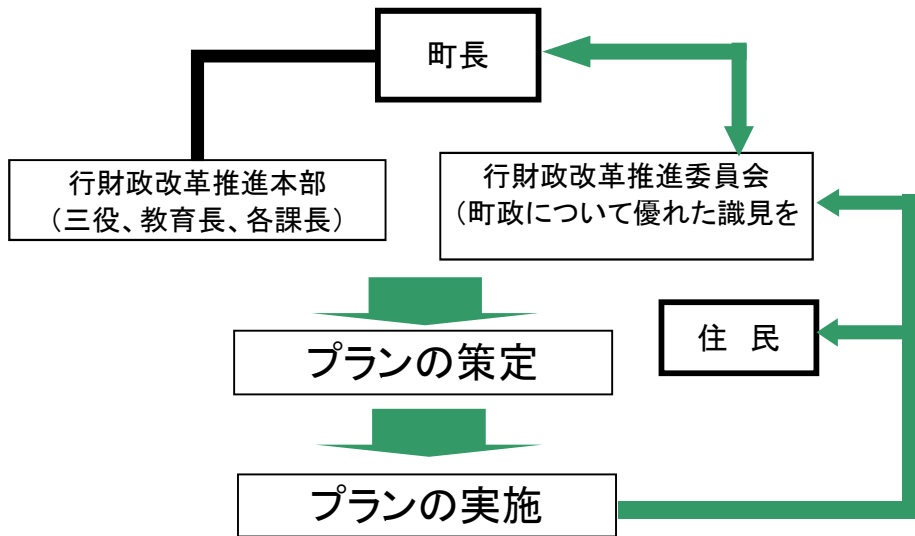 町長
行財政改革推進本部
（三役、教育長、各課長）
行財政改革推進委員会
（町政について優れた識見を
住　民
プランの策定
プランの実施